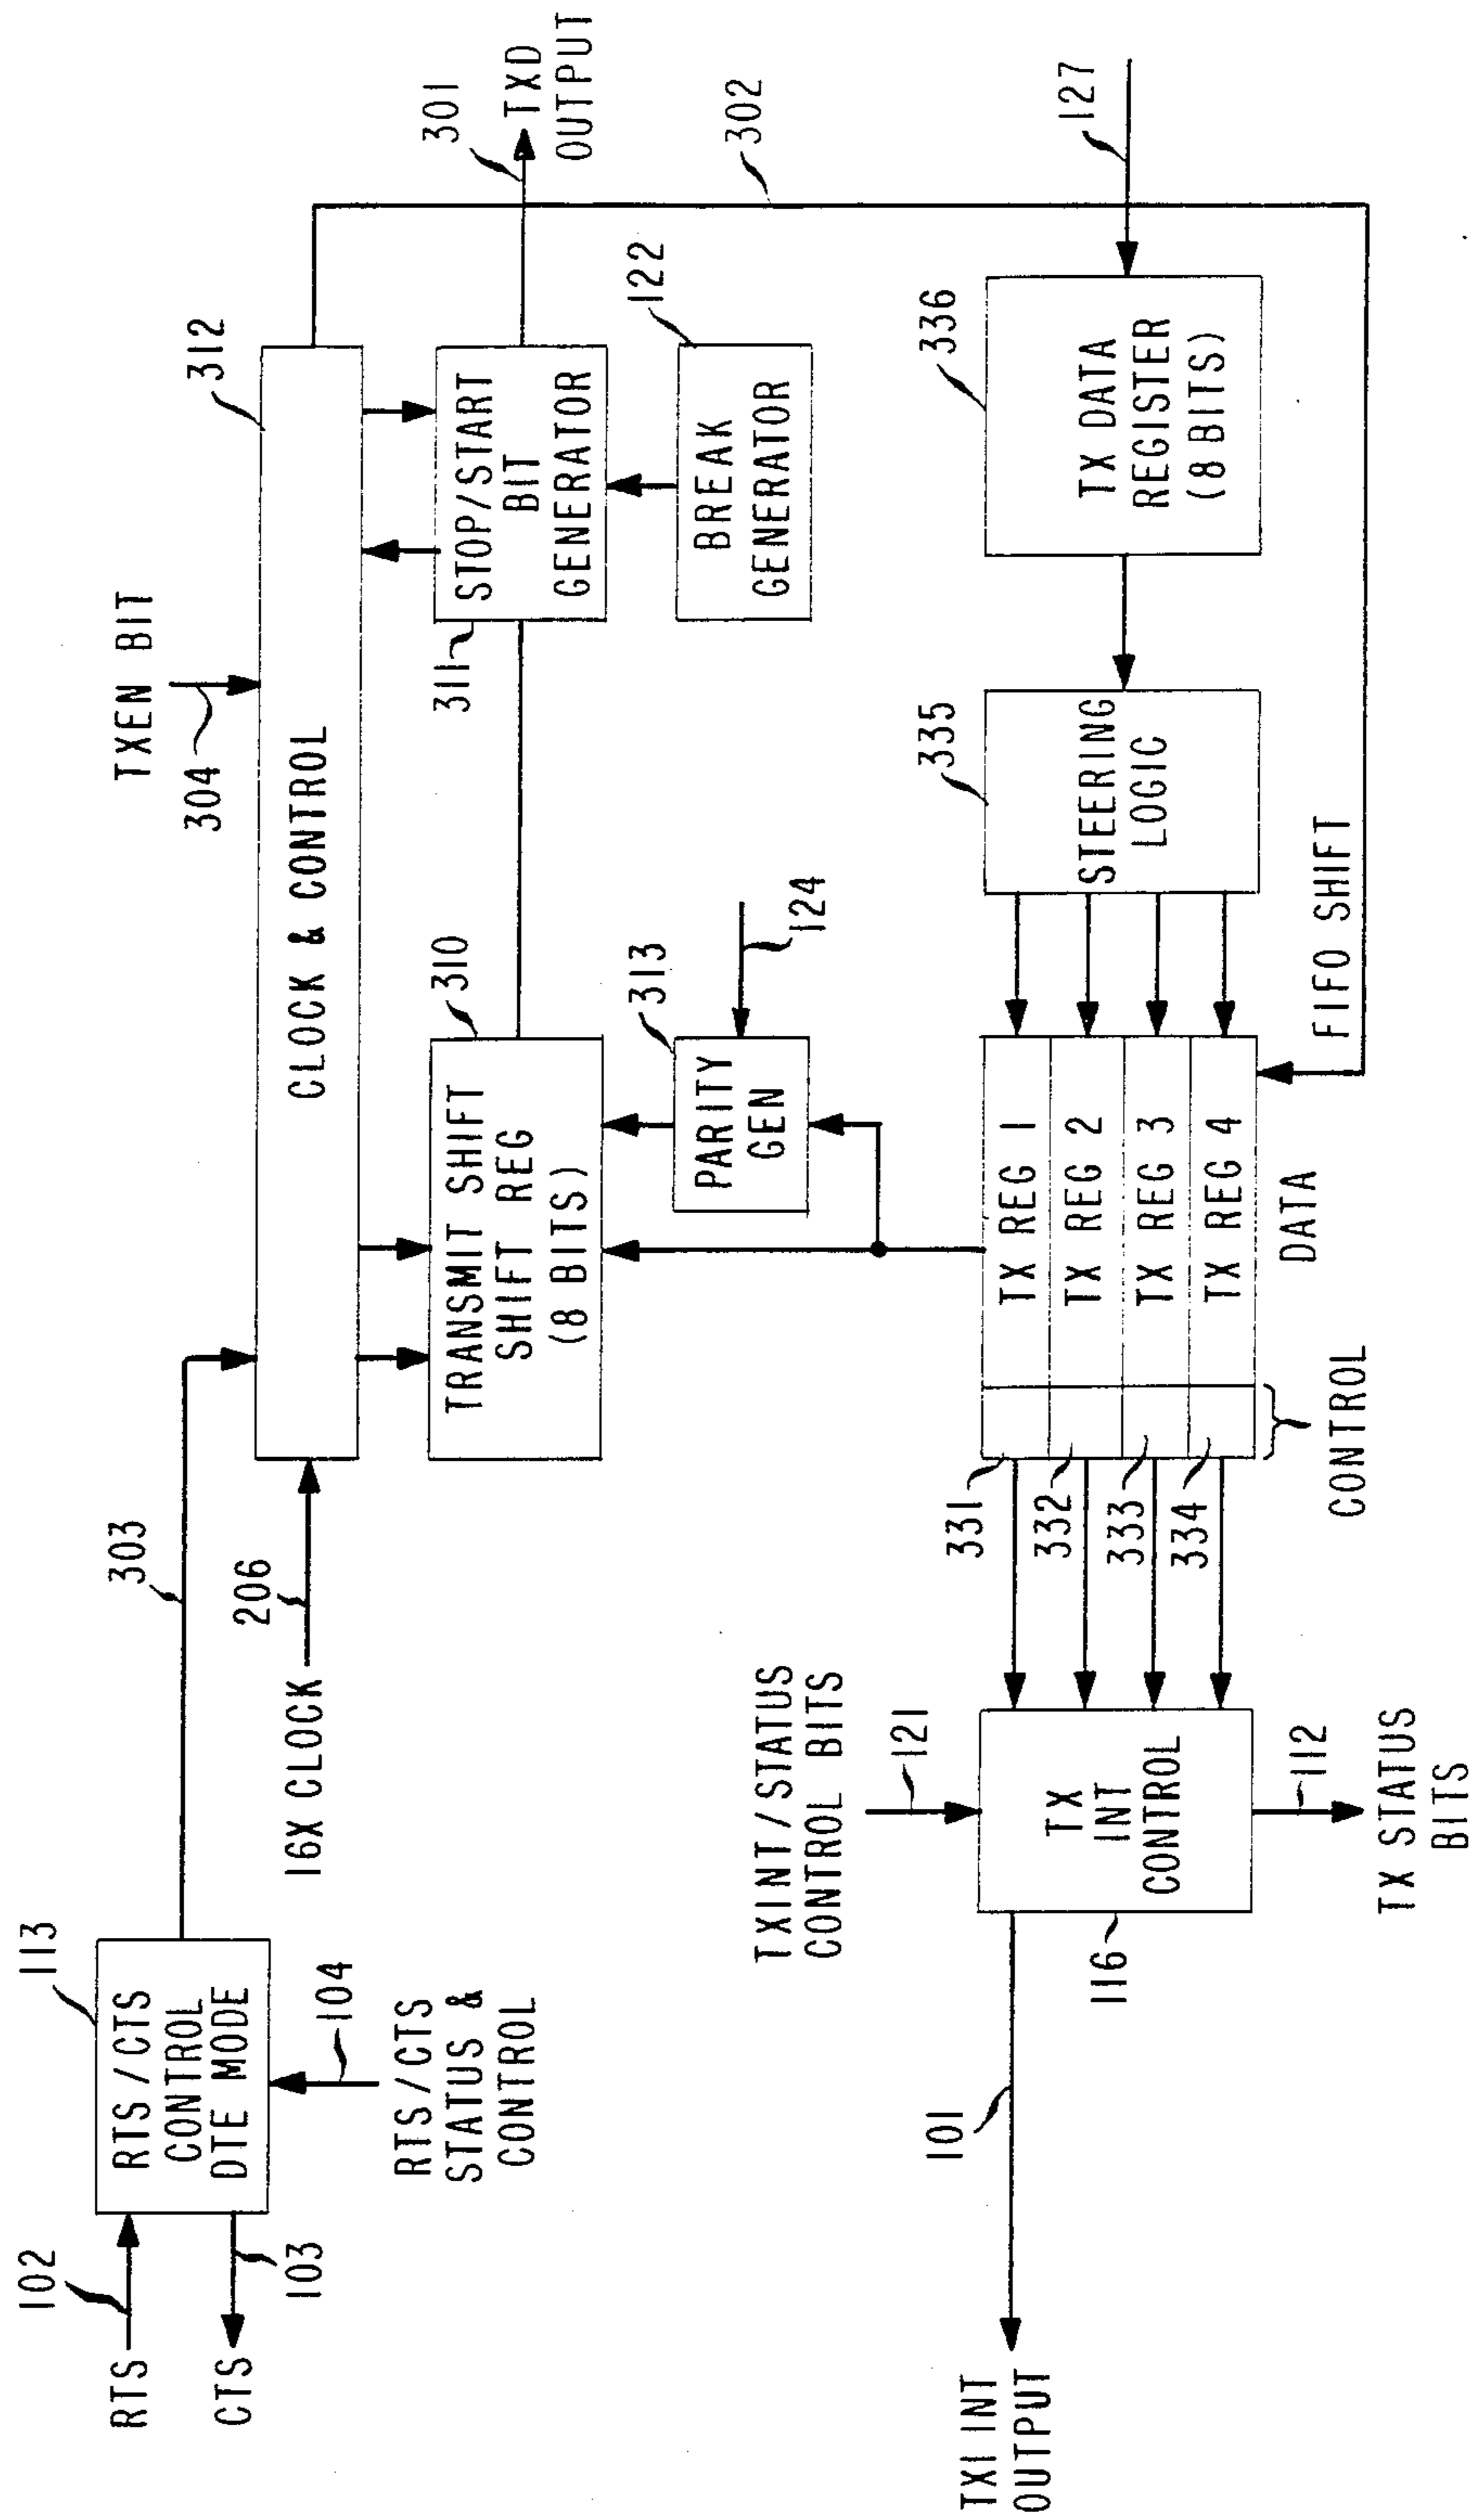 102
RTS
CTS
103
RTS/CTS
CONTROL
DTE MODE
113
104
RTS/CTS
STATUS &
CONTROL
303
206
16X CLOCK
CLOCK & CONTROL
TXEN BIT
304
312
TRANSMIT SHIFT
SHIFT REG
(8 BITS)
310
STOP/START
BIT
GENERATOR
311
301
TXD
OUTPUT
302
PARITY
GEN
313
124
BREAK
GENERATOR
122
TXINT/STATUS
CONTROL BITS
121
TXI INT
OUTPUT
101
TX
INT
CONTROL
116
112
TX STATUS
BITS
331
332
333
334
TX REG 1
TX REG 2
TX REG 3
TX REG 4
CONTROL
DATA
FIFO SHIFT
STEERING
LOGIC
335
TX DATA
REGISTER
(8 BITS)
336
127